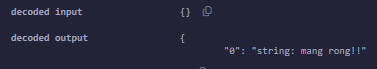 decoded input {}
decoded output {
"0": "string: mang rong!!"